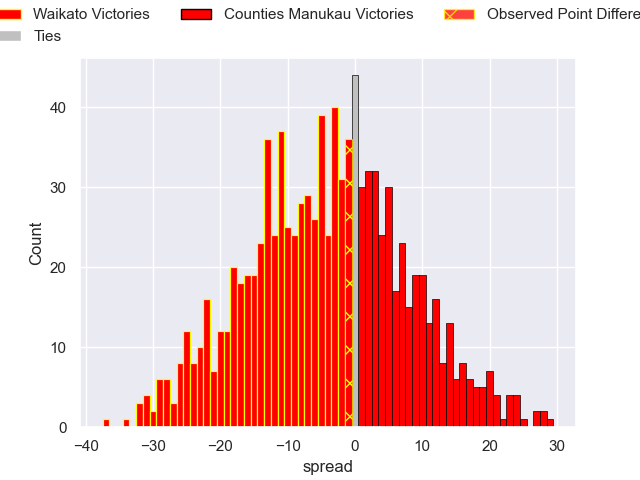 Waikato Victories
Counties Manukau Victories
Observed Point Differe
Ties
40
30
20
10
0
Count
−40
−30
−20
−10
0
10
20
30
spread